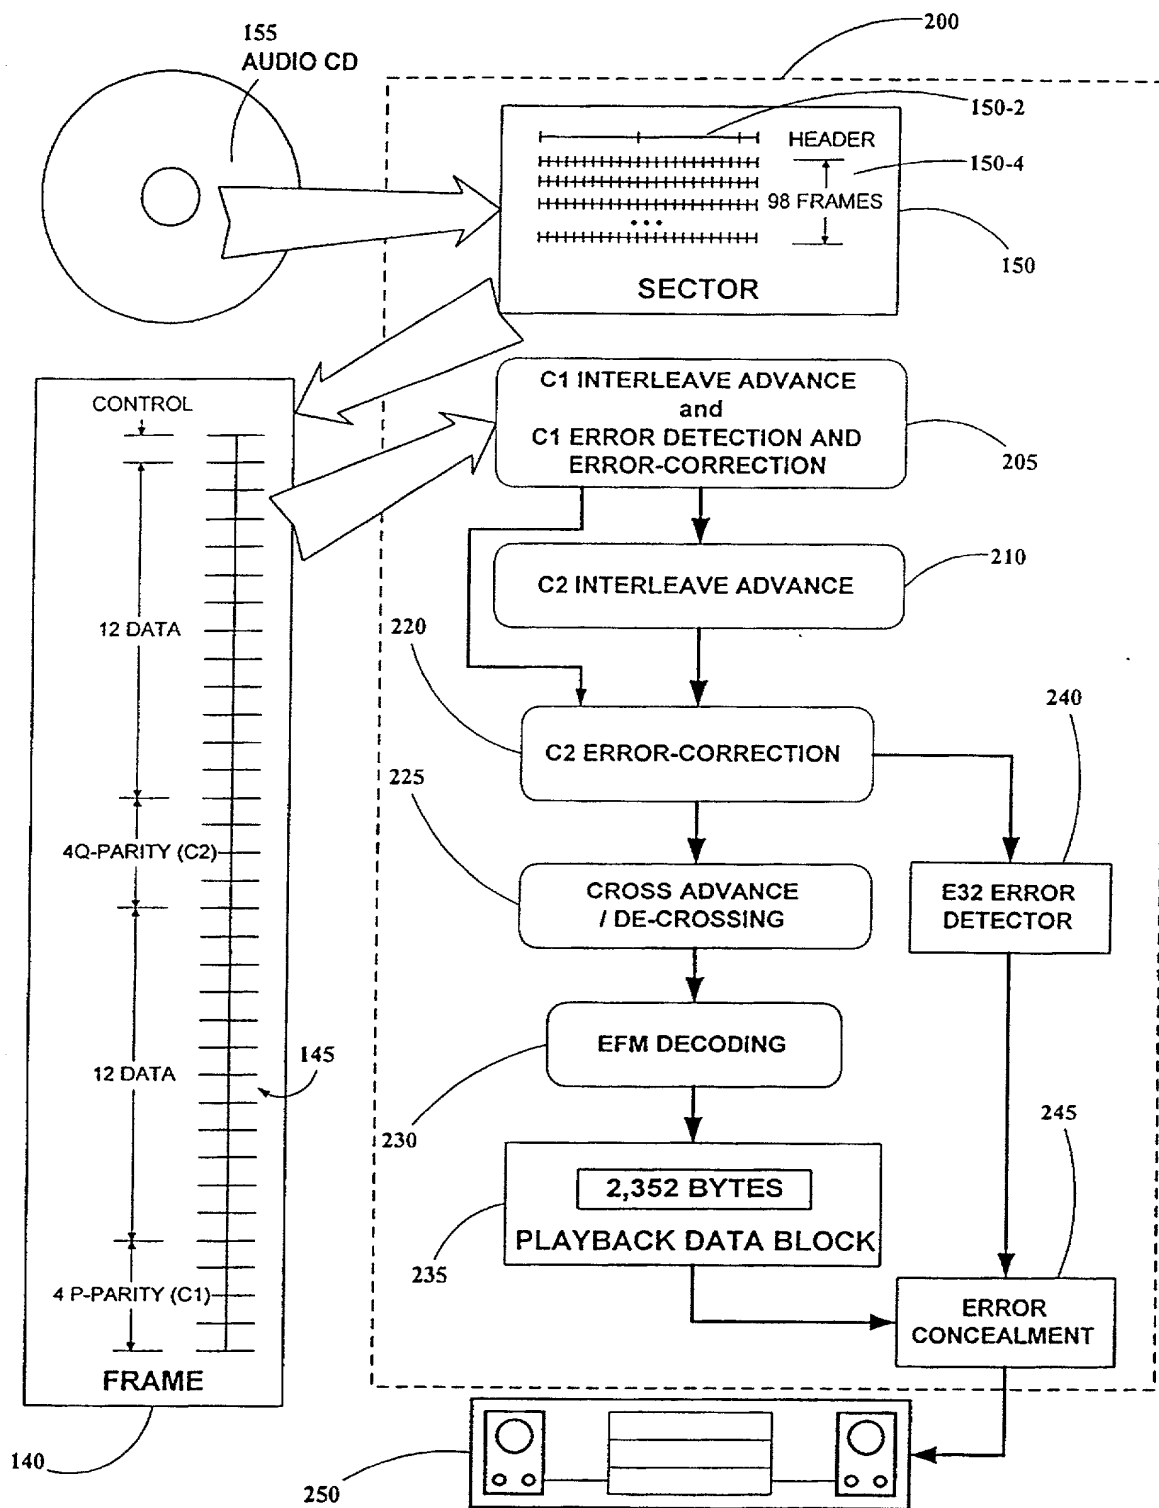 155
AUDIO CD
200
150-2
HEADER
150-4
98 FRAMES
...
150
SECTOR
CONTROL
C1 INTERLEAVE ADVANCE
and
C1 ERROR DETECTION AND
ERROR-CORRECTION
205
210
C2 INTERLEAVE ADVANCE
12 DATA
220
240
C2 ERROR-CORRECTION
225
4Q-PARITY (C2)
CROSS ADVANCE
/ DE-CROSSING
E32 ERROR
DETECTOR
EFM DECODING
145
12 DATA
230
245
2,352 BYTES
PLAYBACK DATA BLOCK
235
4 P-PARITY (C1)
ERROR
CONCEALMENT
FRAME
140
250